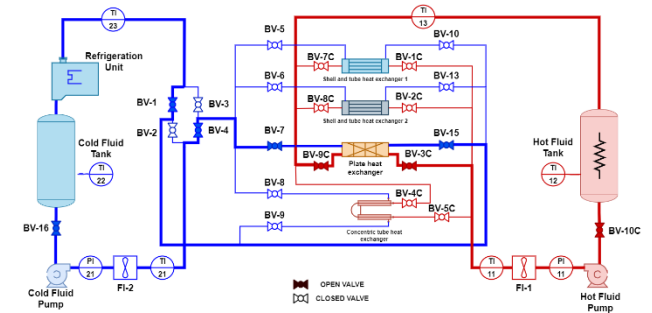 TI
23
Refrigeration
Unit
BV-1
BV-2
BV-3
BV-4
Cold Fluid
Tank
TI
22
BV-16
PI
21
TI
21
FI-2
Cold Fluid
Pump
BV-5
BV-10
BV-7C
BV-1C
Shell and tube heat exchanger 1
BV-6
BV-13
BV-8C
BV-2C
Shell and tube heat exchanger 2
BV-7
BV-15
BV-9C
BV-3C
Plate heat
exchanger
BV-8
BV-4C
BV-9
BV-5C
Concentric tube heat
exchanger
TI
13
Hot Fluid
Tank
TI
12
BV-10C
TI
11
PI
11
FI-1
Hot Fluid
Pump
OPEN VALVE
CLOSED VALVE